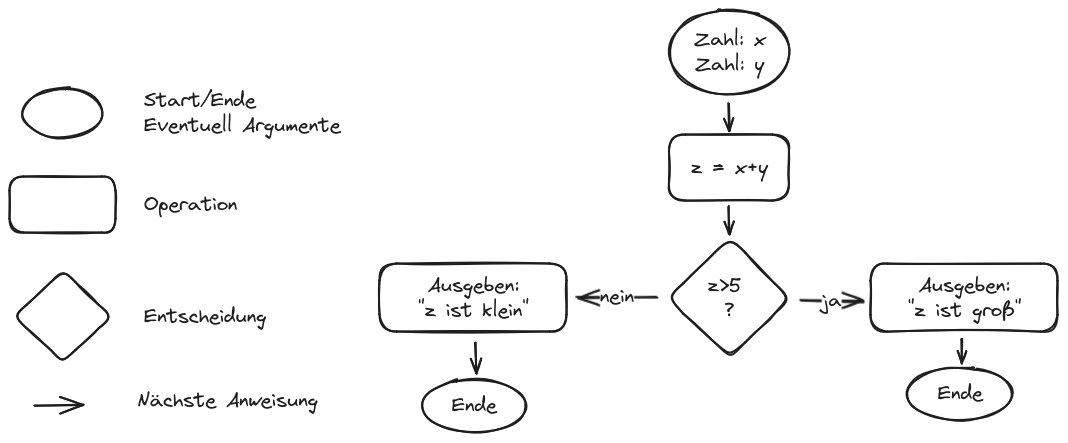 Start/Ende
Eventuell Argumente
Operation
Entscheidung
Nächste Anweisung
Zahl: x
Zahl: y
z = x+y
z>5
?
nein
ja
Ausgeben:
"z ist klein"
Ende
Ausgeben:
"z ist groß"
Ende